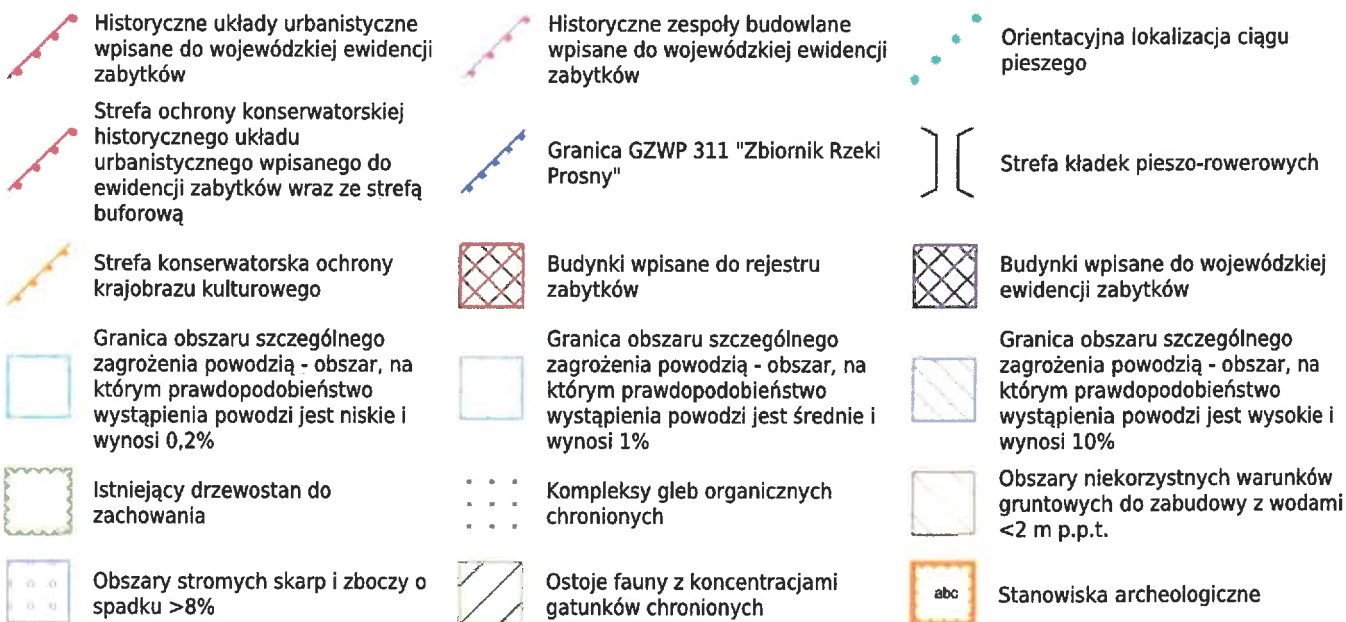 Historyczne układy urbanistyczne
wpisane do wojewódzkiej ewidencji
zabytków
Historyczne zespoły budowlane
wpisane do wojewódzkiej ewidencji
zabytków
Orientacyjna lokalizacja ciągu
pieszego
Strefa ochrony konserwatorskiej
historycznego układu
urbanistycznego wpisanego do
ewidencji zabytków wraz ze strefą
buforową
Granica GZWP 311 "Zbiornik Rzeki
Prosny"
Strefa kładek pieszo-rowerowych
Strefa konserwatorska ochrony
krajobrazu kulturowego
Budynki wpisane do rejestru
zabytków
Budynki wpisane do wojewódzkiej
ewidencji zabytków
Granica obszaru szczególnego
zagrożenia powodzią - obszar, na
którym prawdopodobieństwo
wystąpienia powodzi jest niskie i
wynosi 0,2%
Granica obszaru szczególnego
zagrożenia powodzią - obszar, na
którym prawdopodobieństwo
wystąpienia powodzi jest średnie i
wynosi 1%
Granica obszaru szczególnego
zagrożenia powodzią - obszar, na
którym prawdopodobieństwo
wystąpienia powodzi jest wysokie i
wynosi 10%
Istniejący drzewostan do
zachowania
Kompleksy gleb organicznych
chronionych
Obszary niekorzystnych warunków
gruntowych do zabudowy z wodami
<2 m p.p.t.
Obszary stromych skarp i zboczy o
spadku >8%
Ostoje fauny z koncentracjami
gatunków chronionych
abc
Stanowiska archeologiczne